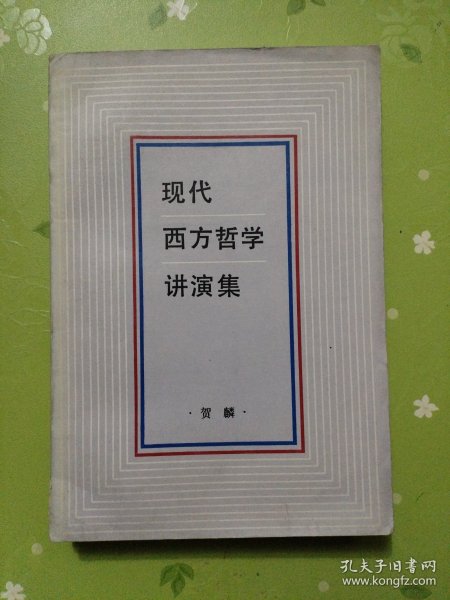 现代
西方哲学
讲演集
·贺麟·
孔夫子旧书网
www.kongfz.com